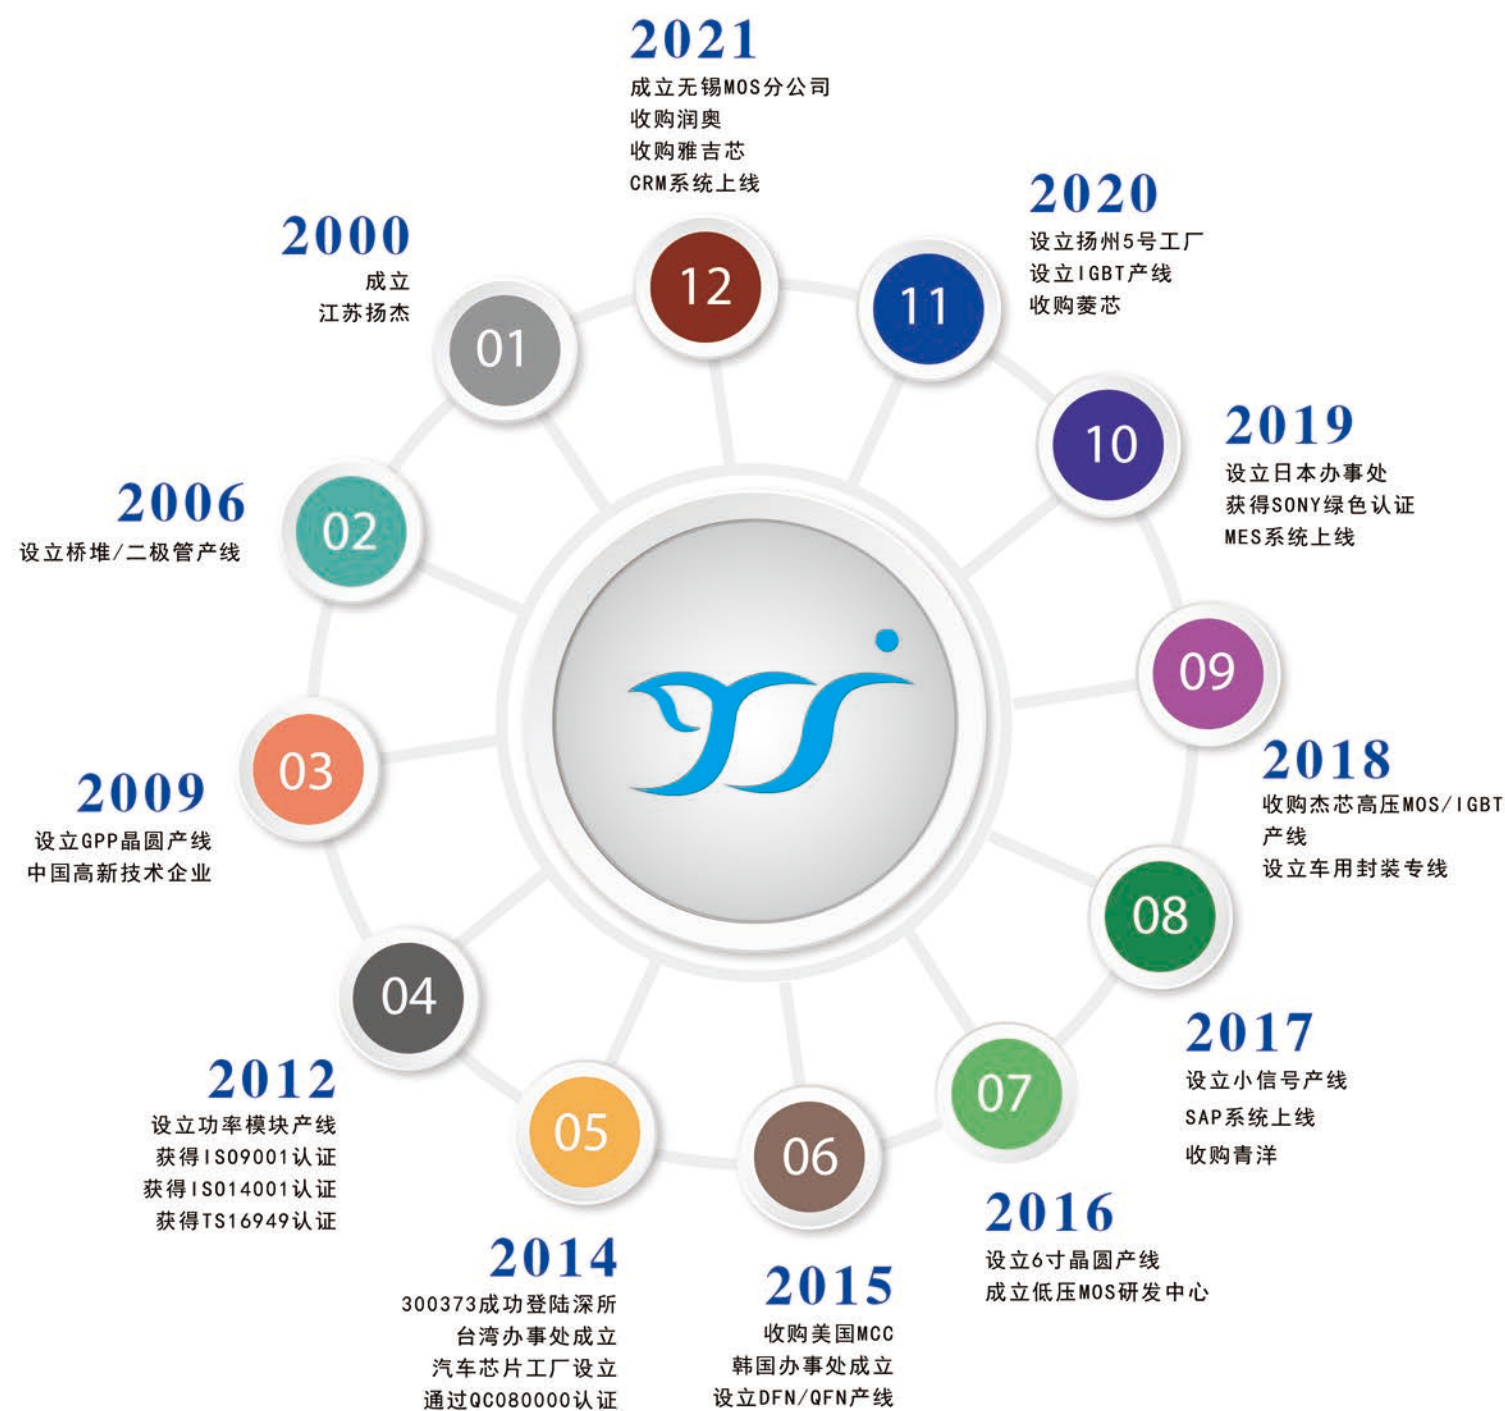 01
2000
成立
江苏扬杰
02
2006
设立桥堆/二极管产线
03
2009
设立GPP晶圆产线
中国高新技术企业
04
2012
设立功率模块产线
获得ISO9001认证
获得ISO14001认证
获得TS16949认证
05
2014
300373成功登陆深所
台湾办事处成立
汽车芯片工厂设立
通过QC080000认证
06
2015
收购美国MCC
韩国办事处成立
设立DFN/QFN产线
07
2016
设立6寸晶圆产线
成立低压MOS研发中心
08
2017
设立小信号产线
SAP系统上线
收购青洋
09
2018
收购杰芯高压MOS/IGBT
产线
设立车用封装专线
10
2019
设立日本办事处
获得SONY绿色认证
MES系统上线
11
2020
设立扬州5号工厂
设立IGBT产线
收购菱芯
12
2021
成立无锡MOS分公司
收购润奥
收购雅吉芯
CRM系统上线